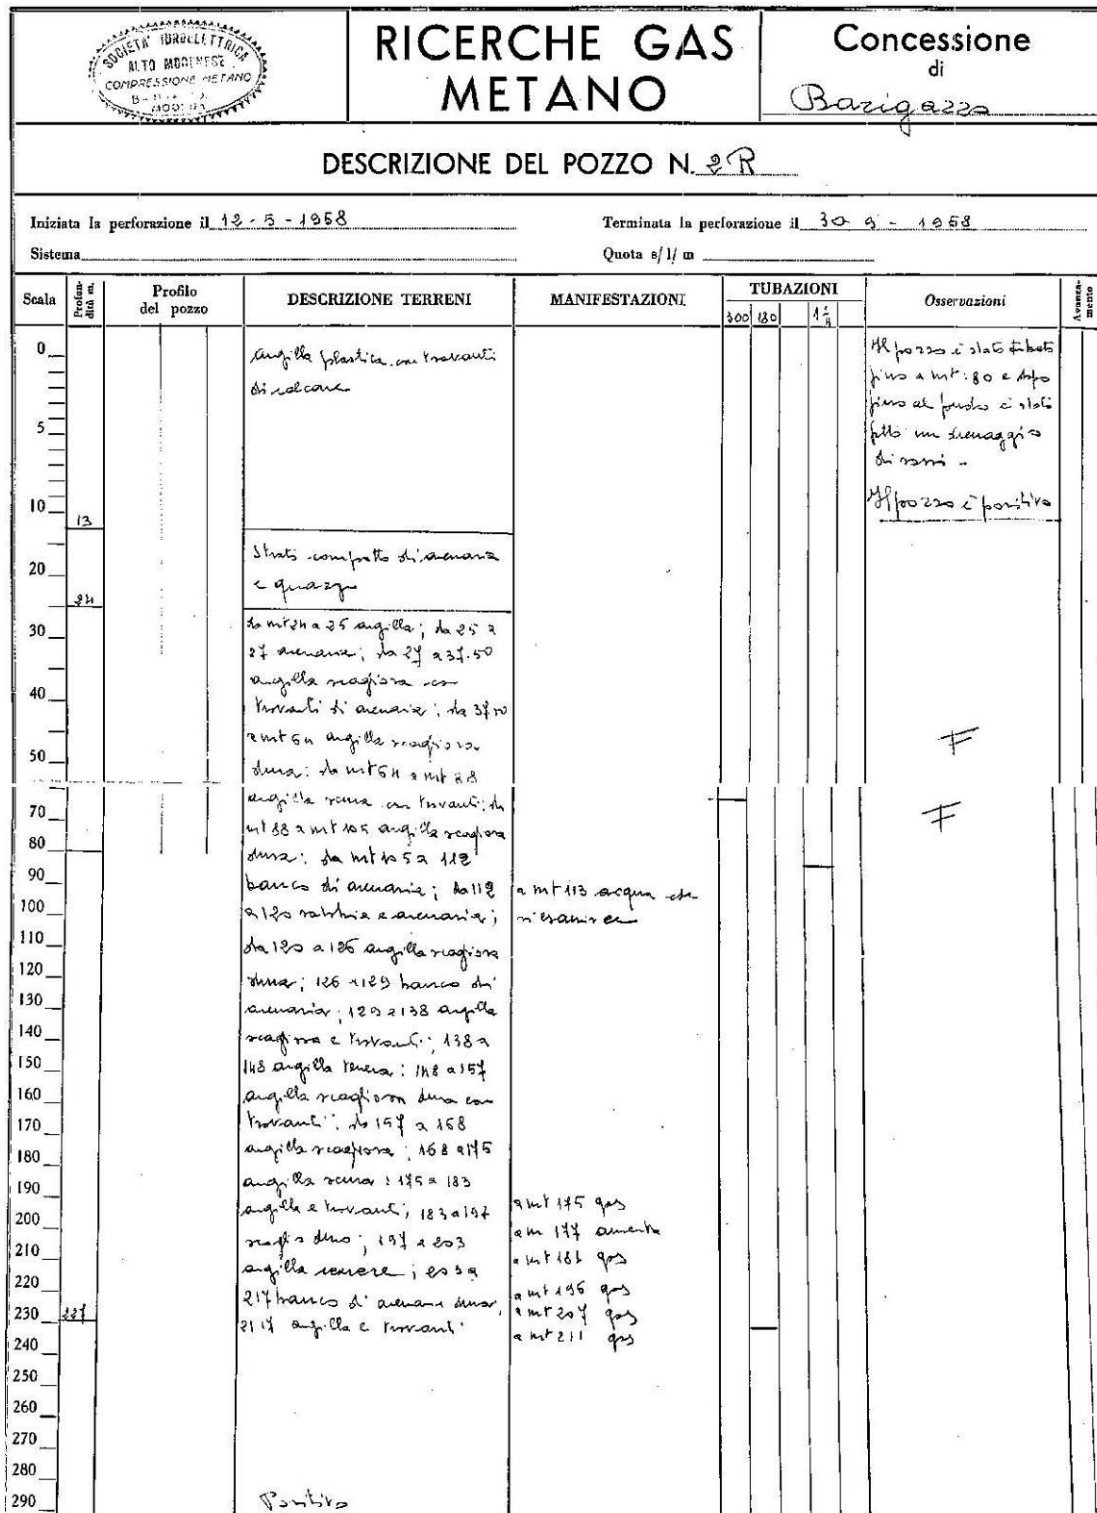 SOCIETA' IDROELETTRICA
ALTO MODENESE
COMPRESSIONE METANO
MODENA
RICERCHE GAS
METANO
Concessione
di
Barigazzo
DESCRIZIONE DEL POZZO N. 2R
Iniziata la perforazione il 12-5-1958
Terminata la perforazione il 30 9 - 1958
Sistema
Quota s/l/ m
Scala
Profondità m.
Profilo del pozzo
DESCRIZIONE TERRENI
MANIFESTAZIONI
TUBAZIONI
300 180
Osservazioni
Avanzamento
0
5
10
13
20
24
30
40
50
70
80
90
100
110
120
130
140
150
160
170
180
190
200
210
220
227
230
240
250
260
270
280
290
argilla plastica con trovanti
di calcare
Strati compatto di arenaria
e quarzo
da mt 24 a 25 argilla; da 25 a
27 arenaria; da 27 a 37.50
argilla scagliosa con
trovanti di arenaria; da 37.50
a mt 54 argilla scagliosa
dura: da mt 54 a mt 88
argilla scura con trovanti; da
mt 88 a mt 105 argilla scagliosa
dura; da mt 105 a 112
banco di arenaria; da 112
a 120 sabbia e arenaria;
da 120 a 126 argilla scagliosa
dura; 126 a 129 banco di
arenaria; 129 a 138 argilla
scagliosa e trovanti; 138 a
148 argilla tenera; 148 a 157
argilla scagliosa dura con
trovanti; da 157 a 168
argilla scagliosa; 168 a 175
argilla scura; 175 a 183
argilla e trovanti; 183 a 197
scaglio duro; 197 a 203
argilla; 203 a
217 banco d' arenaria dura,
217 argilla e trovanti
Positivo
a mt 113 acqua che
si esaurisce
a mt 175 gas
a m 177 aumenta
a mt 181 gas
a mt 196 gas
a mt 207 gas
a mt 211 gas
Il pozzo è stato tubato
fino a mt: 80 e dopo
fino al fondo è stato
fatto un drenaggio
di sassi -
Il pozzo è positivo
F
F